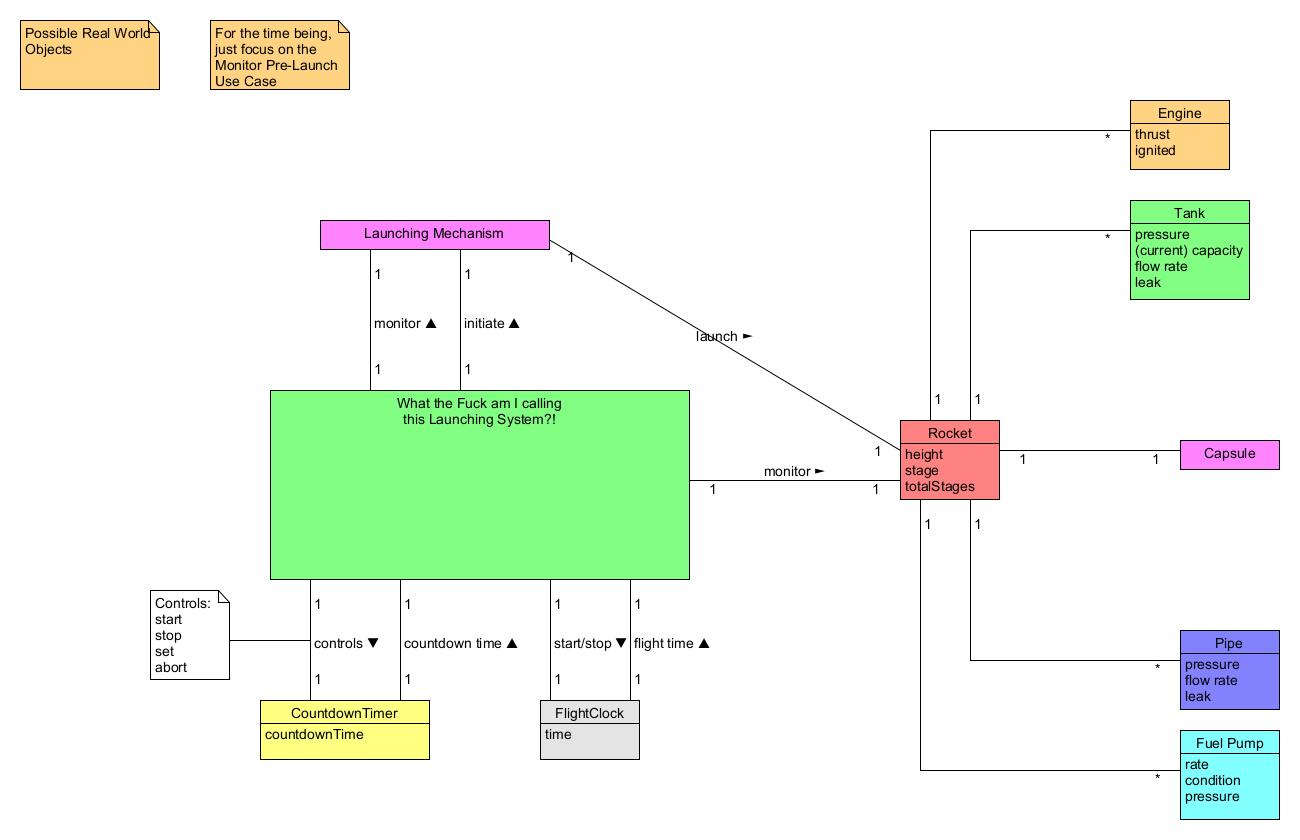 Possible Real World
Objects
For the time being,
just focus on the
Monitor Pre-Launch
Use Case
Engine
thrust
ignited
Tank
pressure
(current) capacity
flow rate
leak
Launching Mechanism
1
1
1
*
*
monitor ▲
initiate ▲
launch ►
1
1
1
1
What the Fuck am I calling
this Launching System?!
Rocket
height
stage
totalStages
1
monitor ►
1
1
1
1
Capsule
1
1
Controls:
start
stop
set
abort
1
1
1
1
controls ▼
countdown time ▲
start/stop ▼
flight time ▲
1
1
1
1
Pipe
pressure
flow rate
leak
*
CountdownTimer
countdownTime
FlightClock
time
Fuel Pump
rate
condition
pressure
*